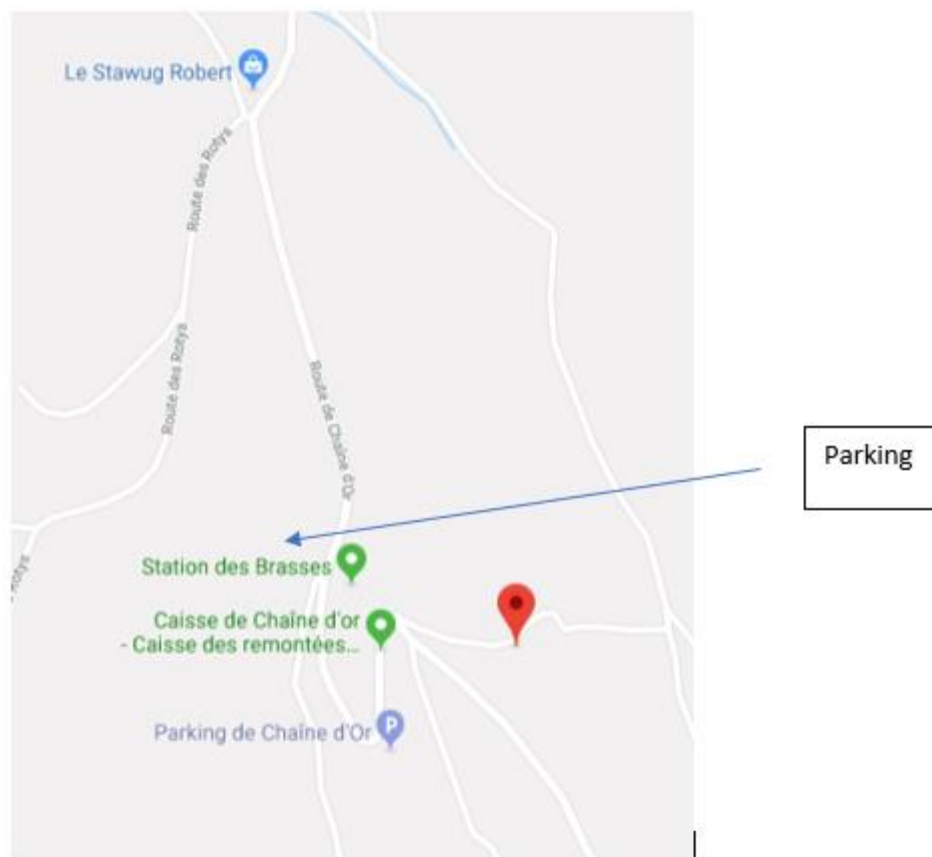 Le Stawug Robert
Route des Rotys
Route des Rotys
Route de Chaîne d'Or
Parking
Station des Brasses
Rotys
Caisse de Chaîne d'or
- Caisse des remontées...
Parking de Chaîne d'Or
P